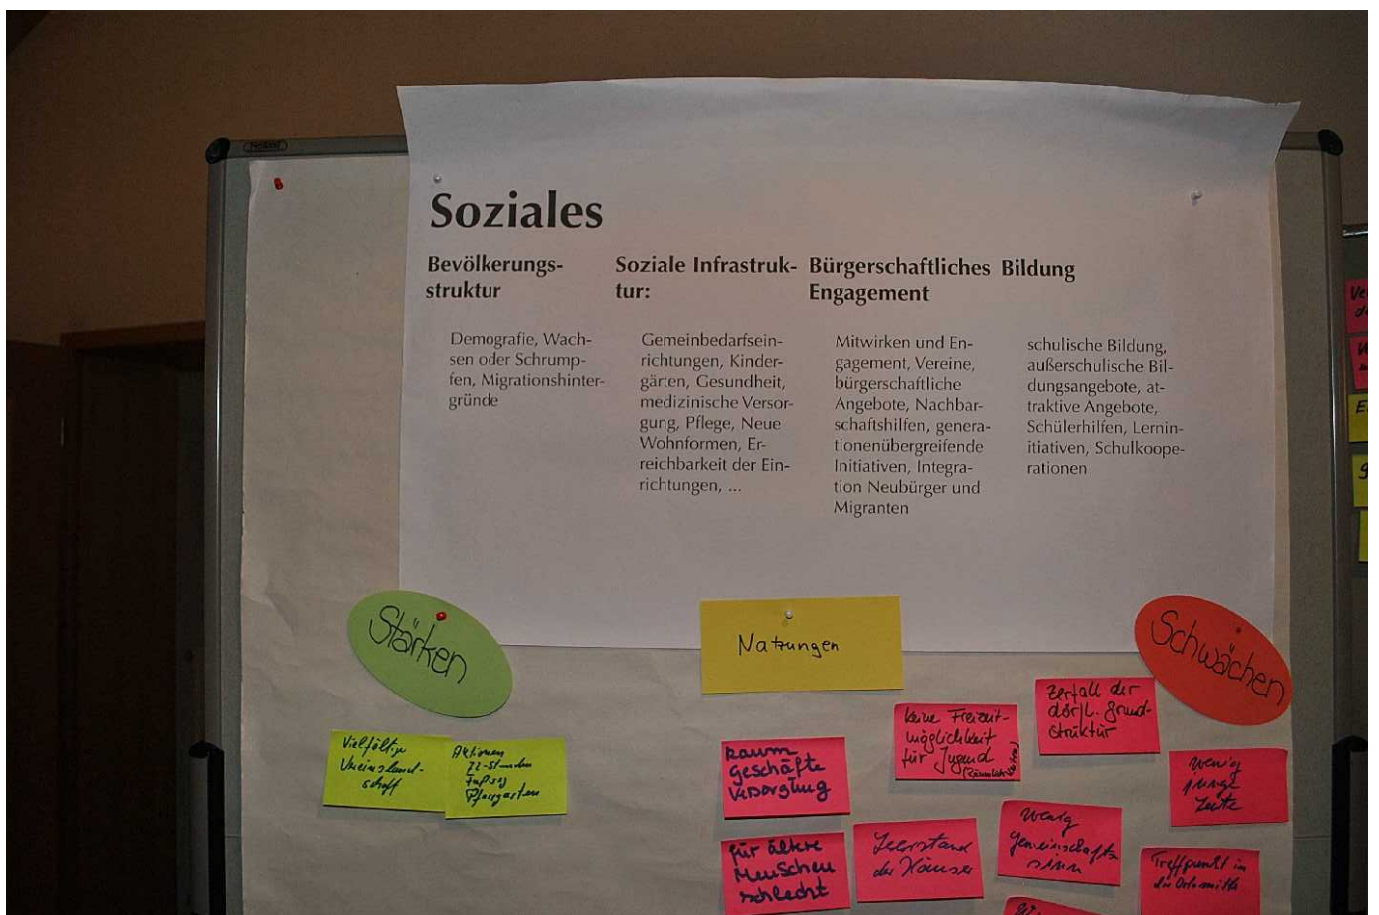 Soziales
Bevölkerungs-
struktur
Demografie, Wach-
sen oder Schrump-
fen, Migrationshinter-
gründe
Soziale Infrastruk-
tur:
Gemeinbedarfsein-
richtungen, Kinder-
gärten, Gesundheit,
medizinische Versor-
gung, Pflege, Neue
Wohnformen, Er-
reichbarkeit der Ein-
richtungen, ...
Bürgerschaftliches
Engagement
Mitwirken und En-
gagement, Vereine,
bürgerschaftliche
Angebote, Nachbar-
schaftshilfen, genera-
tionenübergreifende
Initiativen, Integra-
tion Neubürger und
Migranten
Bildung
schulische Bildung,
außerschulische Bil-
dungsangebote, at-
traktive Angebote,
Schülerhilfen, Lernin-
itiativen, Schulkoope-
rationen
Stärken
Nutzungen
Schwächen
Vielfältige
Vereinsland-
schaft
Aktionen
Pfarrgarten
kaum
geschäfte
versorgung
keine Freizeit-
möglichkeit
für Jugend
Zerfall der
dörfl. Grund-
struktur
wenig
junge
Leute
für ältere
Menschen
schlecht
Leerstand
der Häuser
wenig
gemeinschafts
sinn
Treffpunkt in
der Ortsmitte